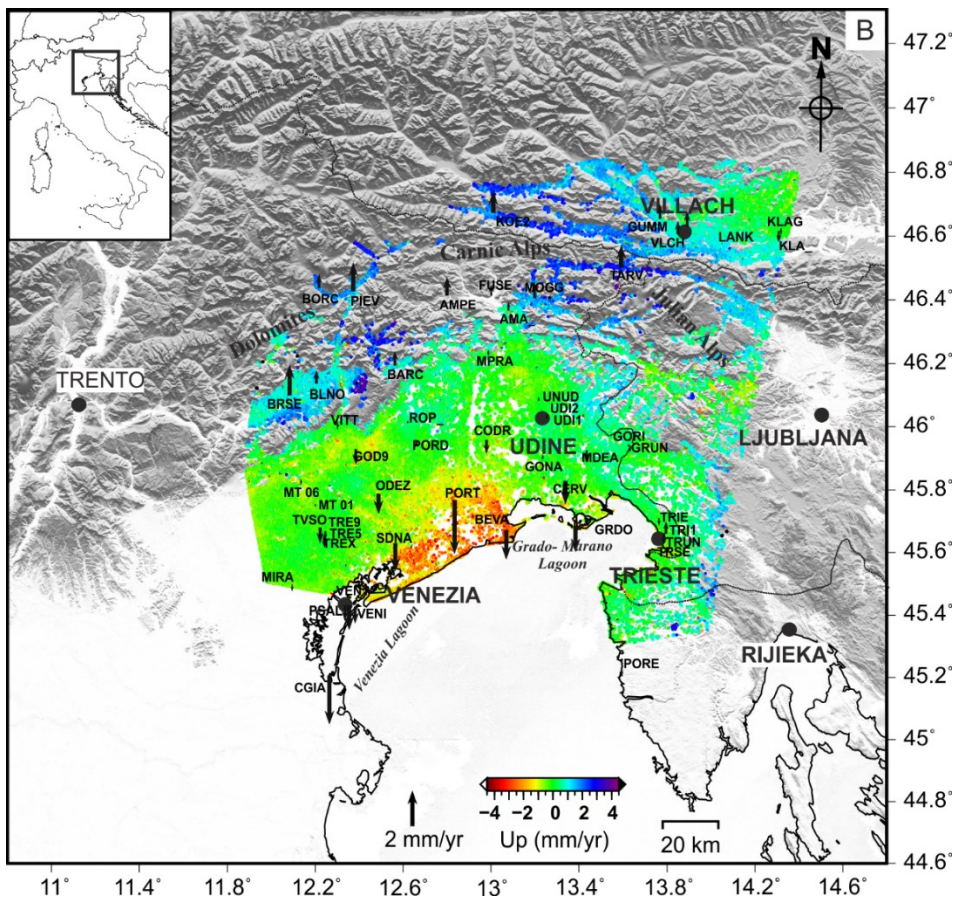 B
47.2°
N
47°
46.8°
VILLACH
KOE2
GUMM
KLAG
VLCH
LANK
KLA_
46.6°
Carnic Alps
TARV
BORC
PIEV
FUSE
MOGG
AMPE
46.4°
AMA
Julian Alps
Dolomites
MPRA
46.2°
BARC
BLNO
BRSE
TRENTO
UNUD
UDI2
UDI1
VITT
ROP_
CODR
46°
UDINE
LJUBLJANA
PORD
GORI
GRUN
MDEA
GOD9
GONA
MT 06
ODEZ
PORT
CERV
45.8°
MT 01
TVSO
TRE9
TRE5
TREX
BEVA
GRDO
TRIE
TRI1
TRUN
TRSE
SDNA
Grado- Marano
Lagoon
45.6°
MIRA
TRIESTE
VEN1
VENEZIA
PSAL
VENI
45.4°
RIJIEKA
Venezia Lagoon
PORE
CGIA
45.2°
45°
−4 −2 0 2 4
44.8°
2 mm/yr
Up (mm/yr)
20 km
44.6°
11° 11.4° 11.8° 12.2° 12.6° 13° 13.4° 13.8° 14.2° 14.6°